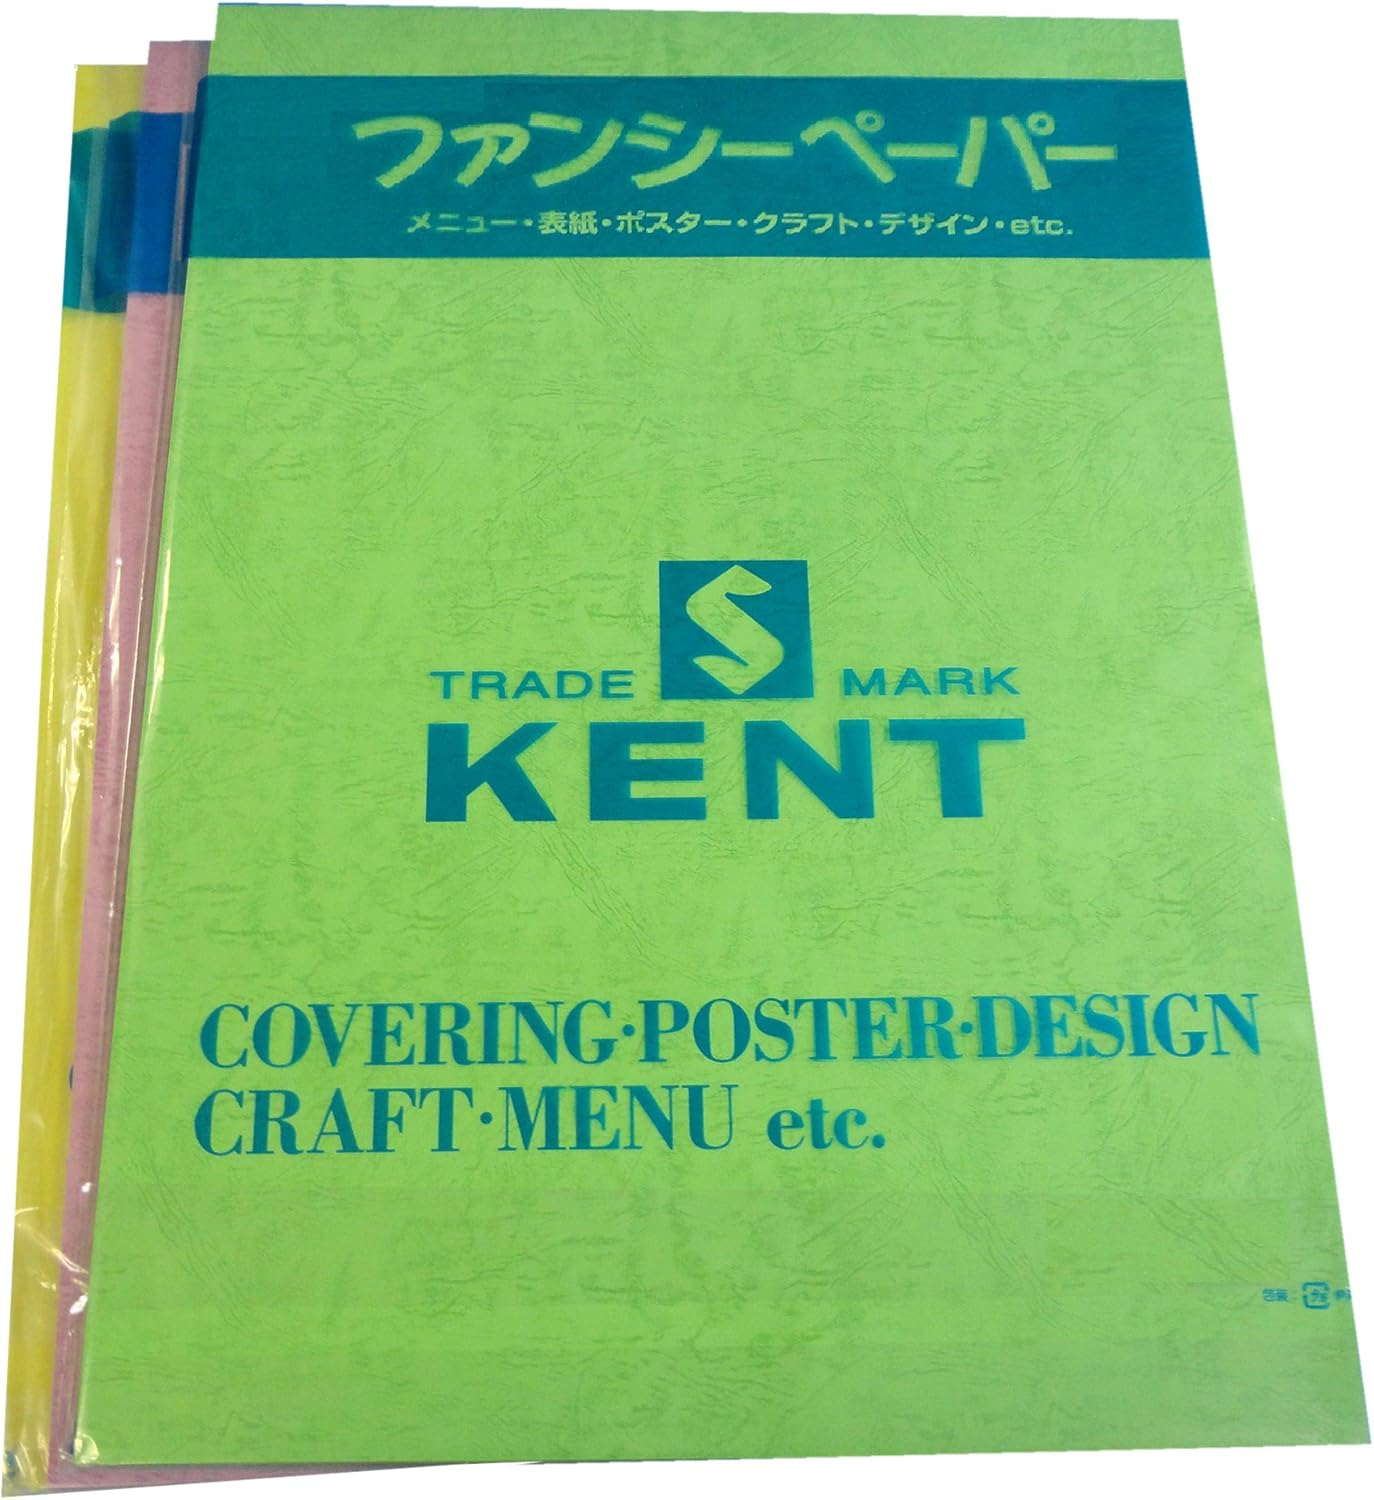 ファンシーペーパー
メニュー・表紙・ポスター・クラフト・デザイン・etc.
TRADE MARK
KENT
COVERING·POSTER·DESIGN
CRAFT·MENU etc.